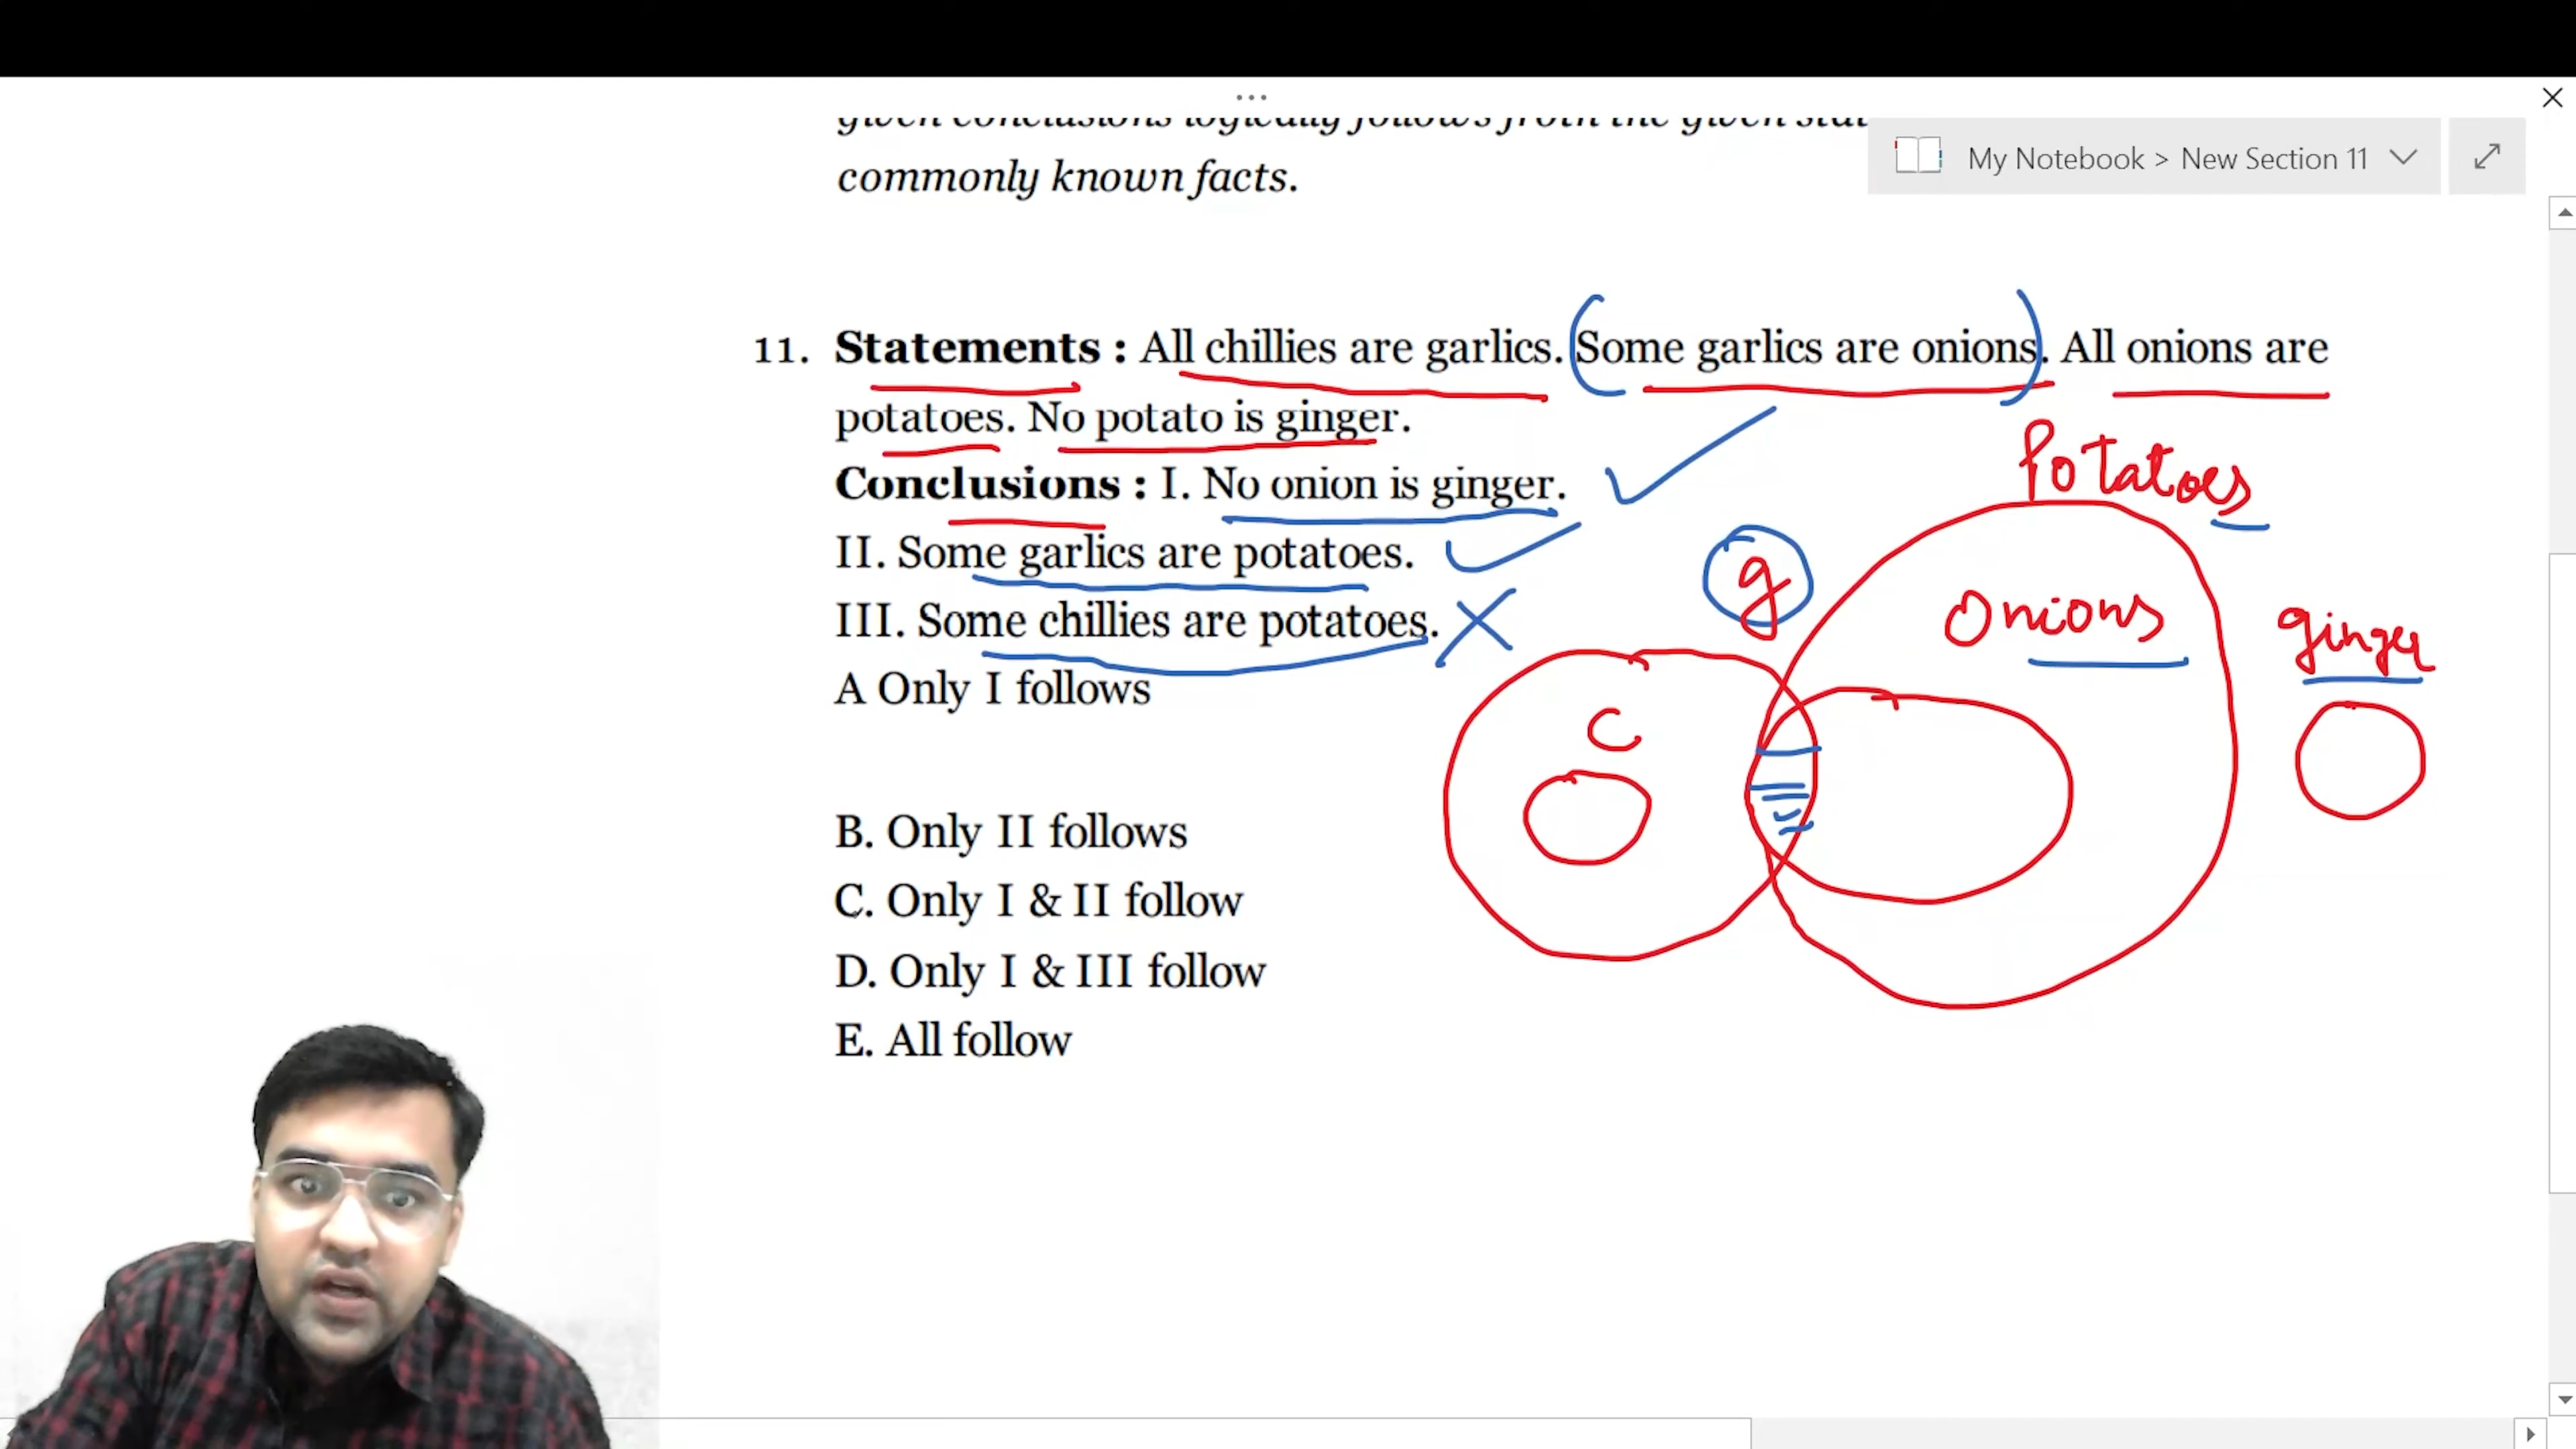 commonly known facts.
My Notebook > New Section 11
11. Statements : All chillies are garlics. Some garlics are onions. All onions are
potatoes. No potato is ginger.
Conclusions : I. No onion is ginger.
II. Some garlics are potatoes.
III. Some chillies are potatoes.
A Only I follows
B. Only II follows
C. Only I & II follow
D. Only I & III follow
E. All follow
Potatoes
g
Onions
ginger
C